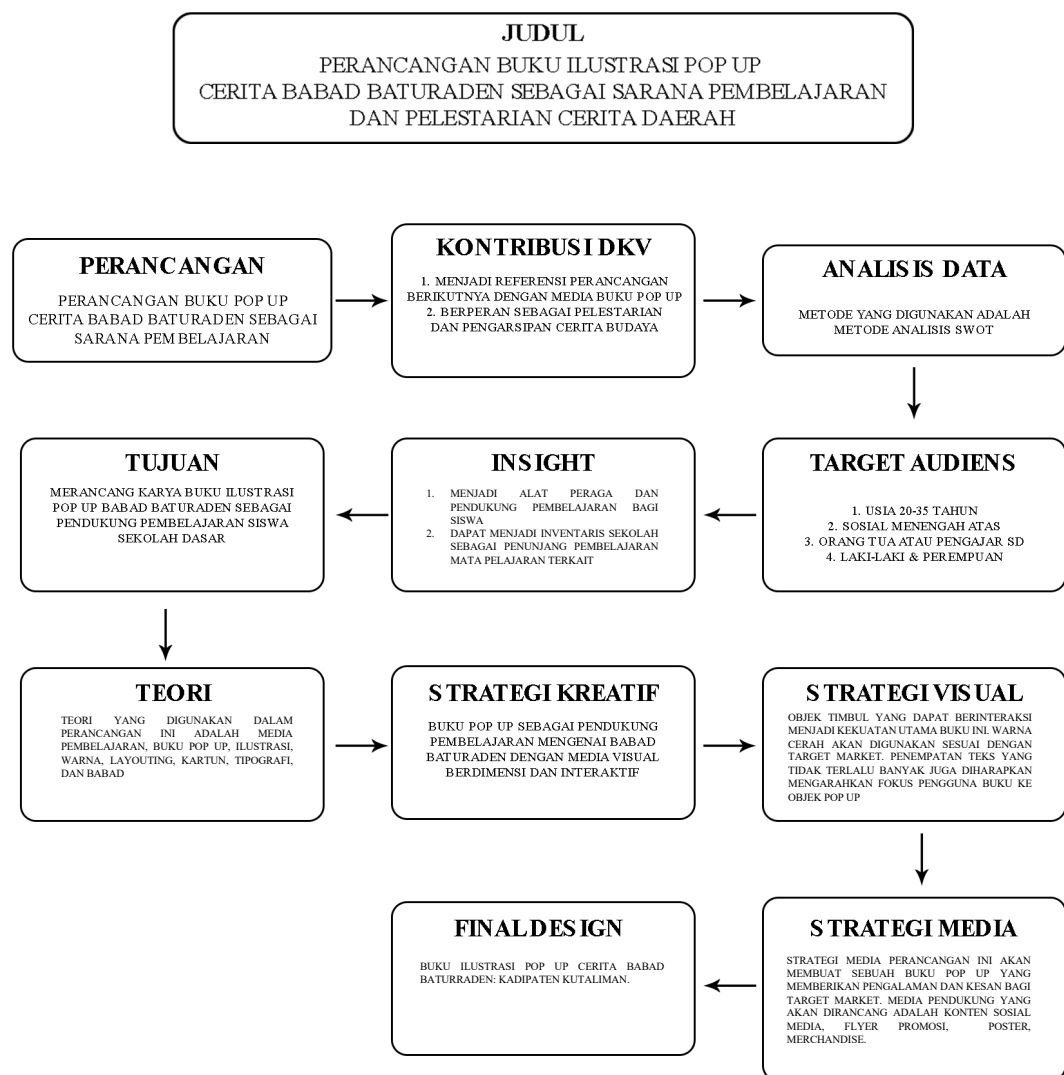 JUDUL
PERANCANGAN BUKU ILUSTRASI POP UP
CERITA BABAD BATURADEN SEBAGAI SARANA PEMBELAJARAN
DAN PELESTARIAN CERITA DAERAH
PERANCANGAN
PERANCANGAN BUKU POP UP
CERITA BABAD BATURADEN SEBAGAI
SARANA PEMBELAJARAN
KONTRIBUSI DKV
1. MENJADI REFERENSI PERANCANGAN
BERIKUTNYA DENGAN MEDIA BUKU POP UP
2. BERPERAN SEBAGAI PELESTARIAN
DAN PENGARSIPAN CERITA BUDAYA
ANALISIS DATA
METODE YANG DIGUNAKAN ADALAH
METODE ANALISIS SWOT
TARGET AUDIENS
1. USIA 20-35 TAHUN
2. SOSIAL MENENGAH ATAS
3. ORANG TUA ATAU PENGAJAR SD
4. LAKI-LAKI & PEREMPUAN
INSIGHT
1. MENJADI ALAT PERAGA DAN
PENDUKUNG PEMBELAJARAN BAGI
SISWA
2. DAPAT MENJADI INVENTARIS SEKOLAH
SEBAGAI PENUNJANG PEMBELAJARAN
MATA PELAJARAN TERKAIT
TUJUAN
MERANCANG KARYA BUKU ILUSTRASI
POP UP BABAD BATURADEN SEBAGAI
PENDUKUNG PEMBELAJARAN SISWA
SEKOLAH DASAR
TEORI
TEORI YANG DIGUNAKAN DALAM
PERANCANGAN INI ADALAH MEDIA
PEMBELAJARAN, BUKU POP UP, ILUSTRASI,
WARNA, LAYOUTING, KARTUN, TIPOGRAFI,
DAN BABAD
STRATEGI KREATIF
BUKU POP UP SEBAGAI PENDUKUNG
PEMBELAJARAN MENGENAI BABAD
BATURADEN DENGAN MEDIA VISUAL
BERDIMENSI DAN INTERAKTIF
STRATEGI VISUAL
OBJEK TIMBUL YANG DAPAT BERINTERAKSI
MENJADI KEKUATAN UTAMA BUKU INI. WARNA
CERAH AKAN DIGUNAKAN SESUAI DENGAN
TARGET MARKET. PENEMPATAN TEKS YANG
TIDAK TERLALU BANYAK JUGA DIHARAPKAN
MENGARAHKAN FOKUS PENGGUNA BUKU KE
OBJEK POP UP
STRATEGI MEDIA
STRATEGI MEDIA PERANCANGAN INI AKAN
MEMBUAT SEBUAH BUKU POP UP YANG
MEMBERIKAN PENGALAMAN DAN KESAN BAGI
TARGET MARKET. MEDIA PENDUKUNG YANG
AKAN DIRANCANG ADALAH KONTEN SOSIAL
MEDIA, FLYER PROMOSI, POSTER,
MERCHANDISE.
FINAL DESIGN
BUKU ILUSTRASI POP UP CERITA BABAD
BATURRADEN: KADIPATEN KUTALIMAN.